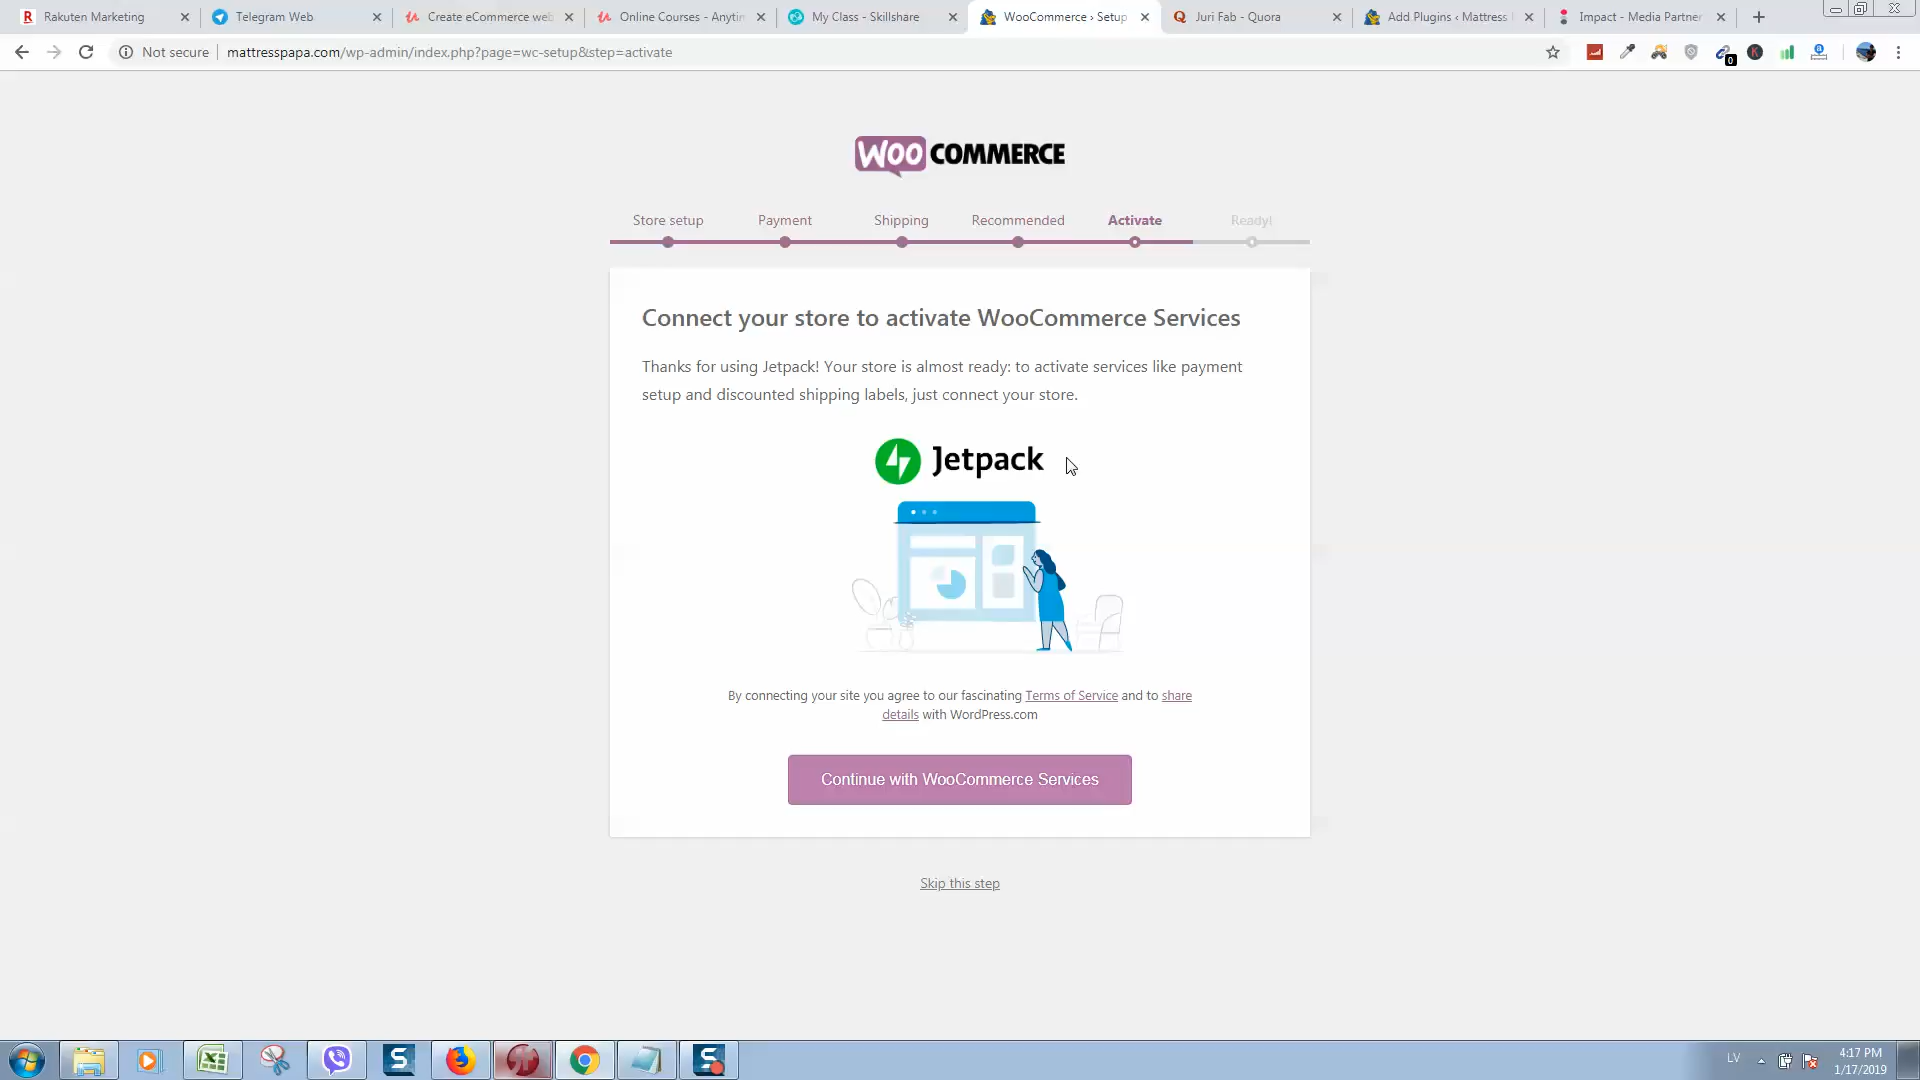 Rakuten Marketing
Telegram Web
Create eCommerce web
Online Courses - Anytin
My Class - Skillshare
WooCommerce › Setup
Juri Fab - Quora
Add Plugins ‹ Mattress
Impact - Media Partner
Not secure
mattresspapa.com/wp-admin/index.php?page=wc-setup&step=activate
0
K
WOO COMMERCE
Store setup
Payment
Shipping
Recommended
Activate
Ready!
Connect your store to activate WooCommerce Services
Thanks for using Jetpack! Your store is almost ready: to activate services like payment
setup and discounted shipping labels, just connect your store.
Jetpack
By connecting your site you agree to our fascinating Terms of Service and to share
details with WordPress.com
Continue with WooCommerce Services
Skip this step
LV
4:17 PM
1/17/2019